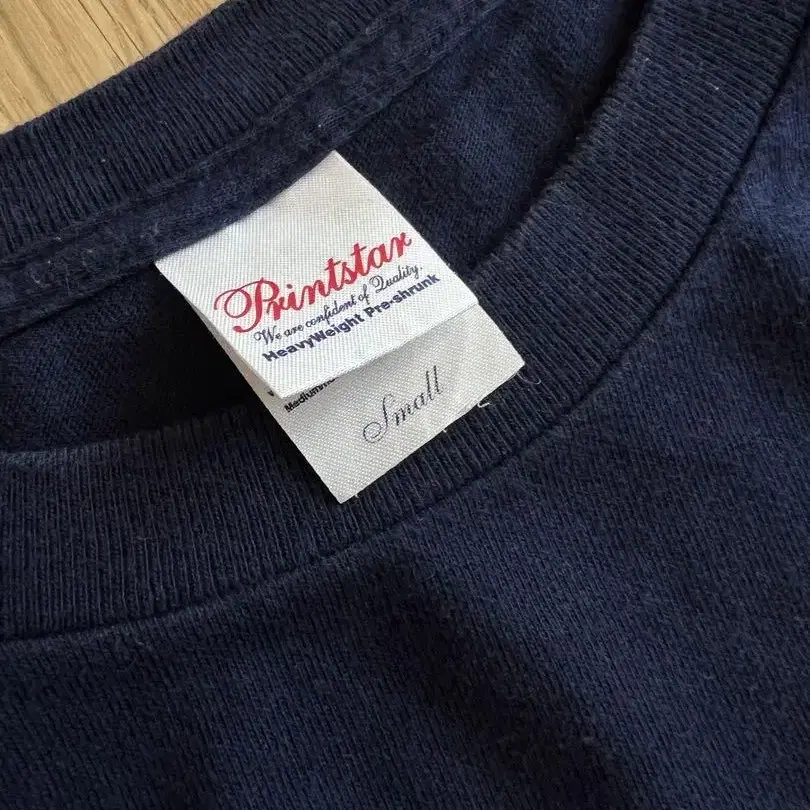 Printstar
We are confident of Quality.
HeavyWeight Pre-shrunk
Small